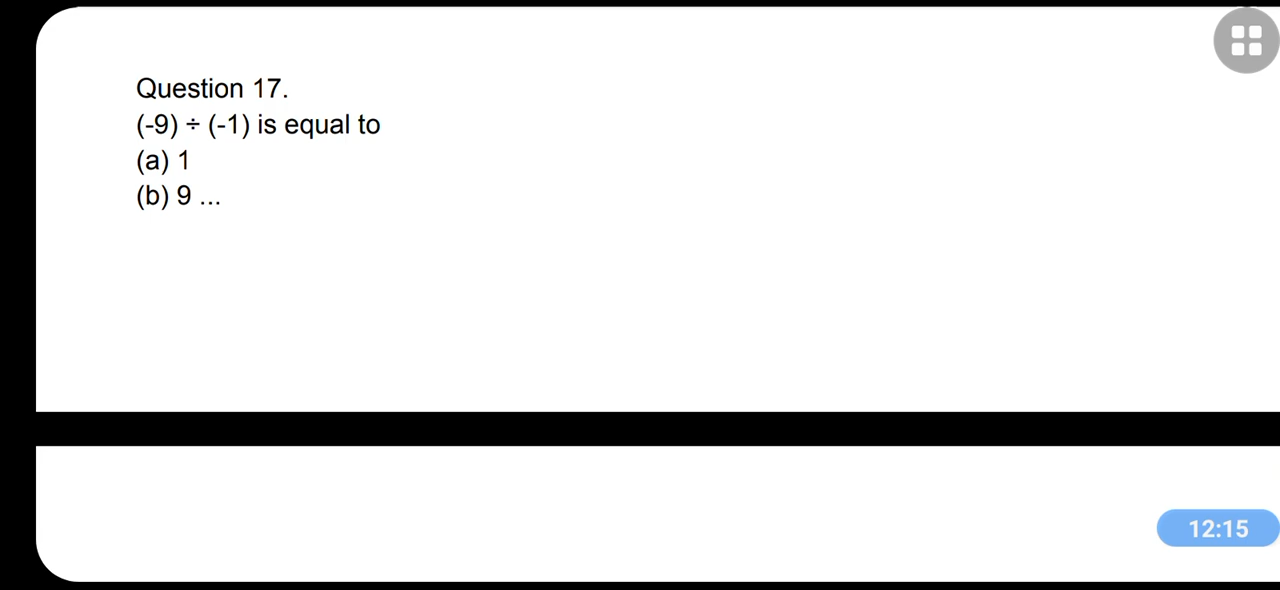 Question 17.
(-9) ÷ (-1) is equal to
(a) 1
(b) 9 ...
12:15